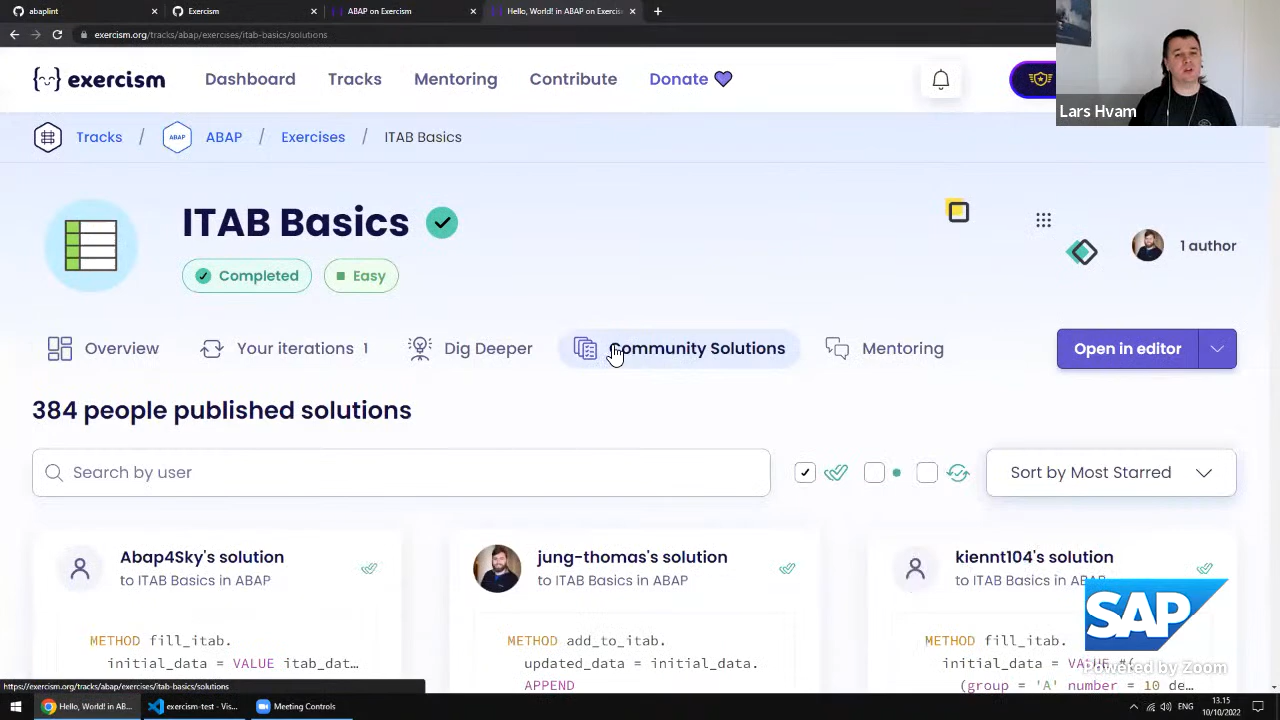 abaplint
Exercism
ABAP on Exercism
Hello, World! in ABAP on Exercis
exercism.org/tracks/abap/exercises/itab-basics/solutions
exercism
Dashboard
Tracks
Mentoring
Contribute
Donate
Lars Hvam
Tracks / ABAP / Exercises / ITAB Basics
ABAP
ITAB Basics
Completed
Easy
1 author
Overview
Your iterations 1
Dig Deeper
Community Solutions
Mentoring
Open in editor
384 people published solutions
Search by user
Sort by Most Starred
Abap4Sky's solution
to ITAB Basics in ABAP
METHOD fill_itab.
initial_data = VALUE itab_dat…
jung-thomas's solution
to ITAB Basics in ABAP
METHOD add_to_itab.
updated_data = initial_data.
APPEND
kiennt104's solution
to ITAB Basics in ABAP
METHOD fill_itab.
initial_data = VALUE #(
(group = 'A' number = 10 de…
SAP
Powered by Zoom
https://exercism.org/tracks/abap/exercises/itab-basics/solutions
Hello, World! in AB...
exercism-test - Vis...
Meeting Controls
ENG
13.15
10/10/2022